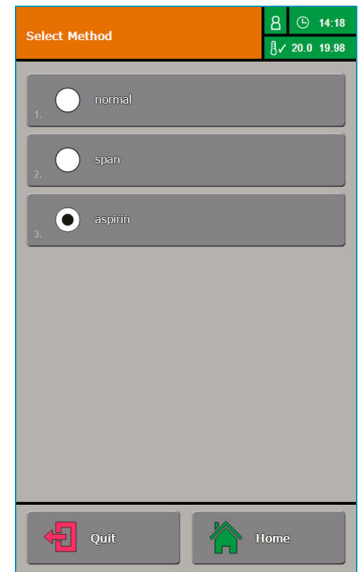 Select Method
14:18
20.0 19.98
normal
1.
span
2.
aspirin
3.
Quit
Home